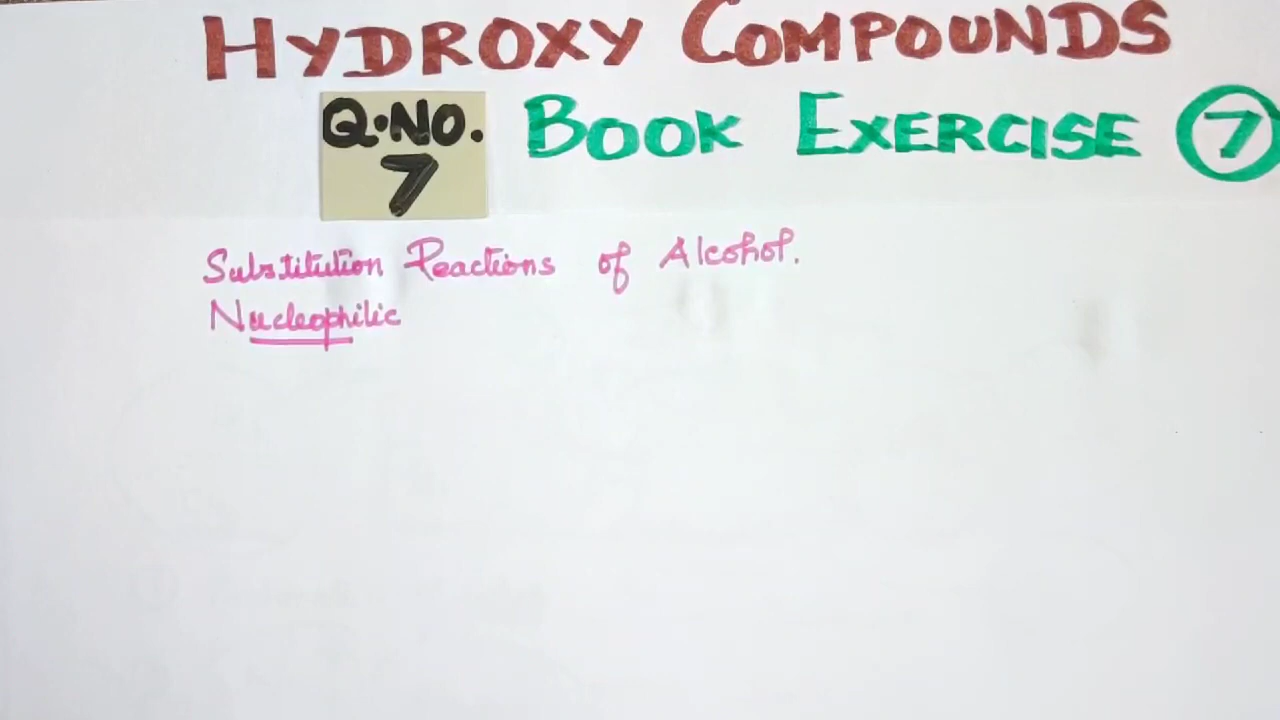 HYDROXY COMPOUNDS
Q.NO. 7
BOOK EXERCISE 7
Substitution Reactions of Alcohol.
Nucleophilic